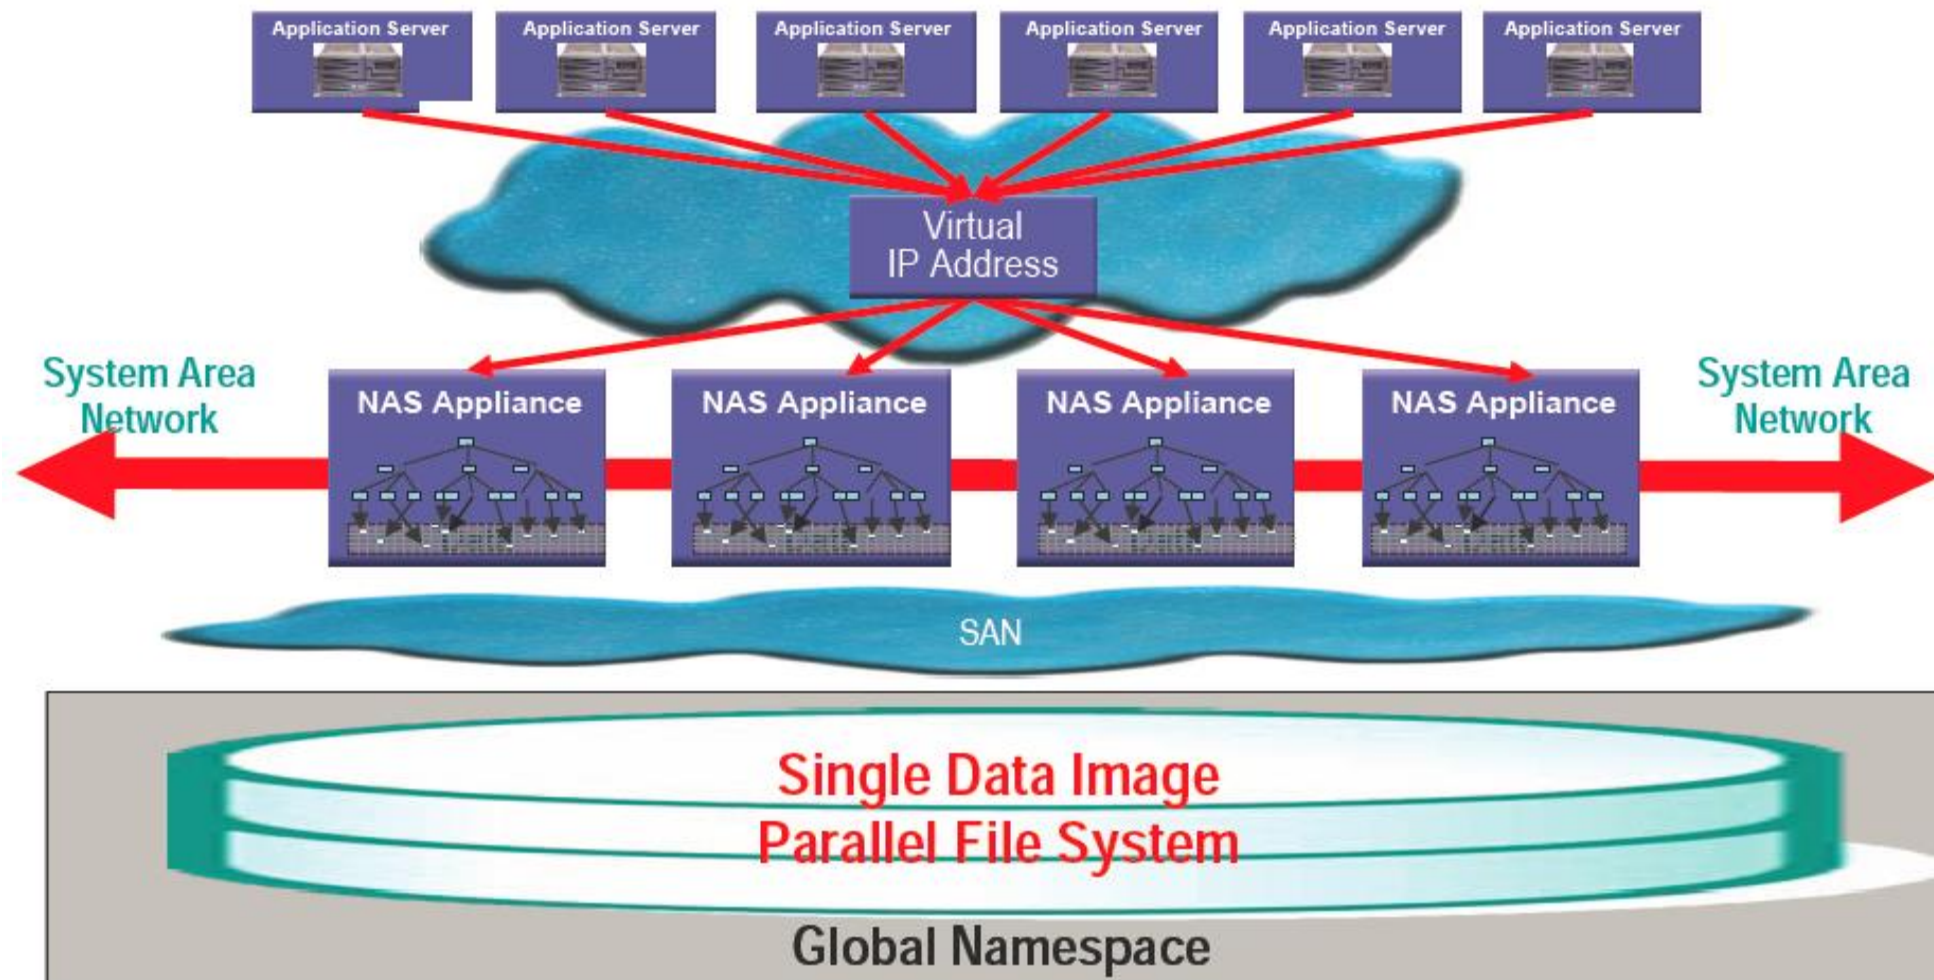 Application Server
Application Server
Application Server
Application Server
Application Server
Application Server
Virtual
IP Address
System Area
Network
NAS Appliance
NAS Appliance
NAS Appliance
NAS Appliance
System Area
Network
SAN
Single Data Image
Parallel File System
Global Namespace